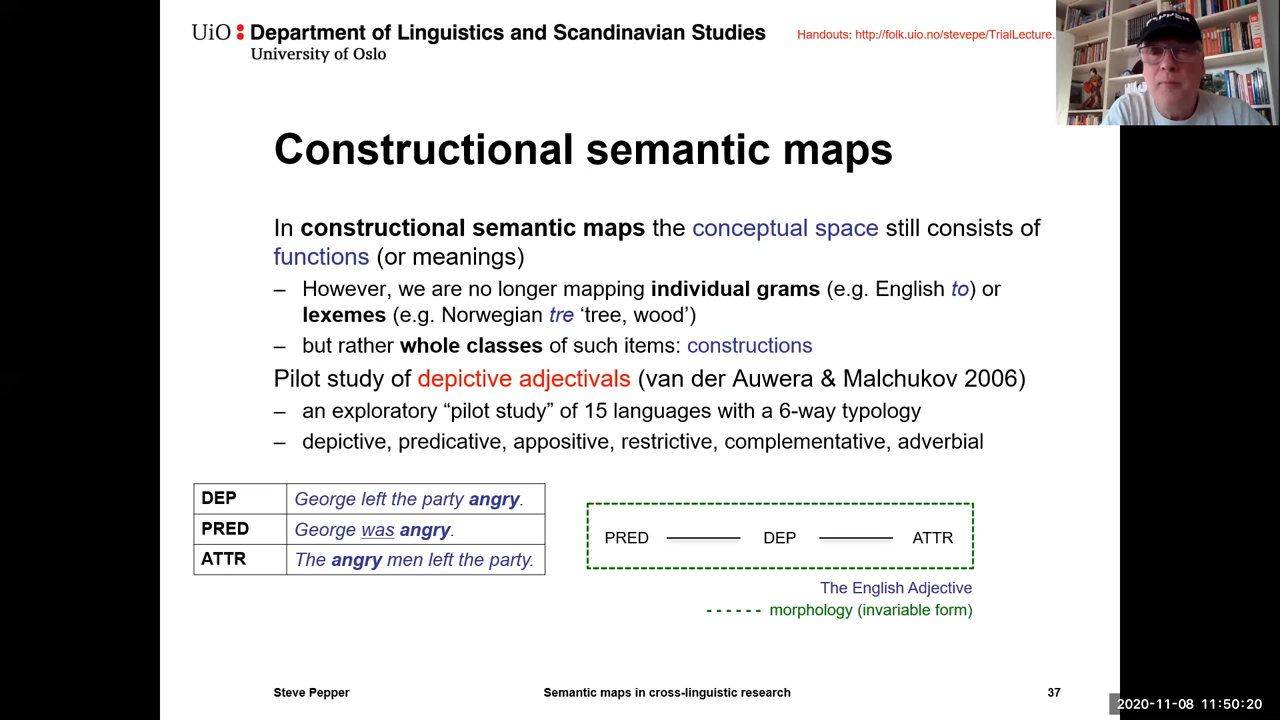 UiO : Department of Linguistics and Scandinavian Studies
University of Oslo
Handouts: http://folk.uio.no/stevepe/TrialLecture.
Constructional semantic maps
In constructional semantic maps the conceptual space still consists of
functions (or meanings)
– However, we are no longer mapping individual grams (e.g. English to) or
lexemes (e.g. Norwegian tre ‘tree, wood’)
– but rather whole classes of such items: constructions
Pilot study of depictive adjectivals (van der Auwera & Malchukov 2006)
– an exploratory “pilot study” of 15 languages with a 6-way typology
– depictive, predicative, appositive, restrictive, complementative, adverbial
DEP George left the party angry.
PRED George was angry.
ATTR The angry men left the party.
PRED DEP ATTR
The English Adjective
morphology (invariable form)
Steve Pepper Semantic maps in cross-linguistic research 37
2020-11-08 11:50:20